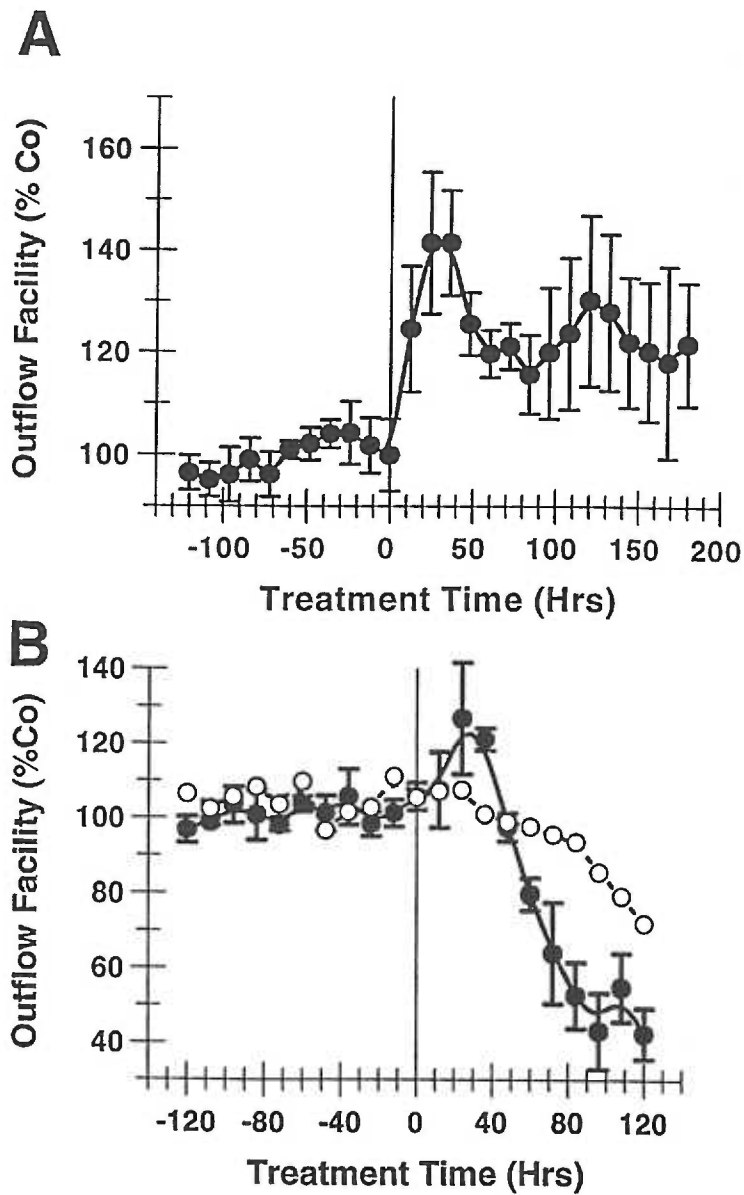 A
Outflow Facility (% Co)
160
140
120
100
-100 -50 0 50 100 150 200
Treatment Time (Hrs)
B
Outflow Facility (%Co)
140
120
100
80
60
40
-120 -80 -40 0 40 80 120
Treatment Time (Hrs)